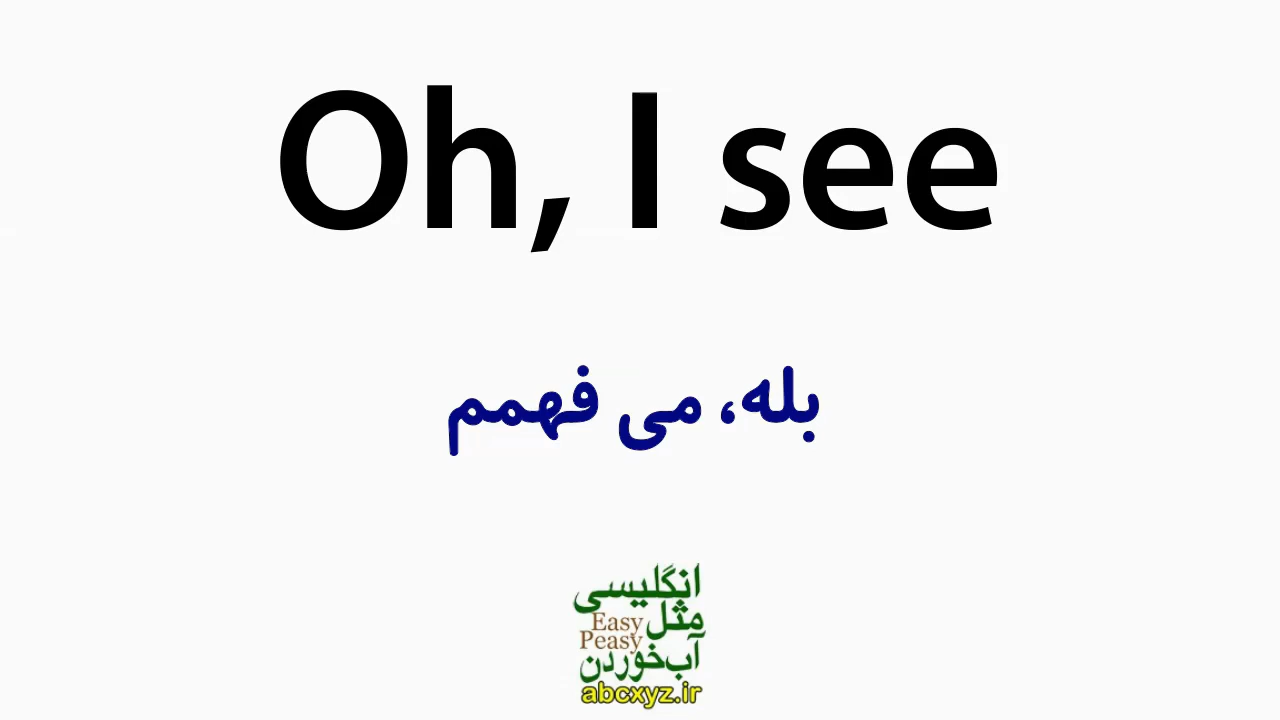 Oh, I see
بله، می فهمم
انگلیسی
مثل Easy
Peasy
آب‌خوردن
abcxyz.ir